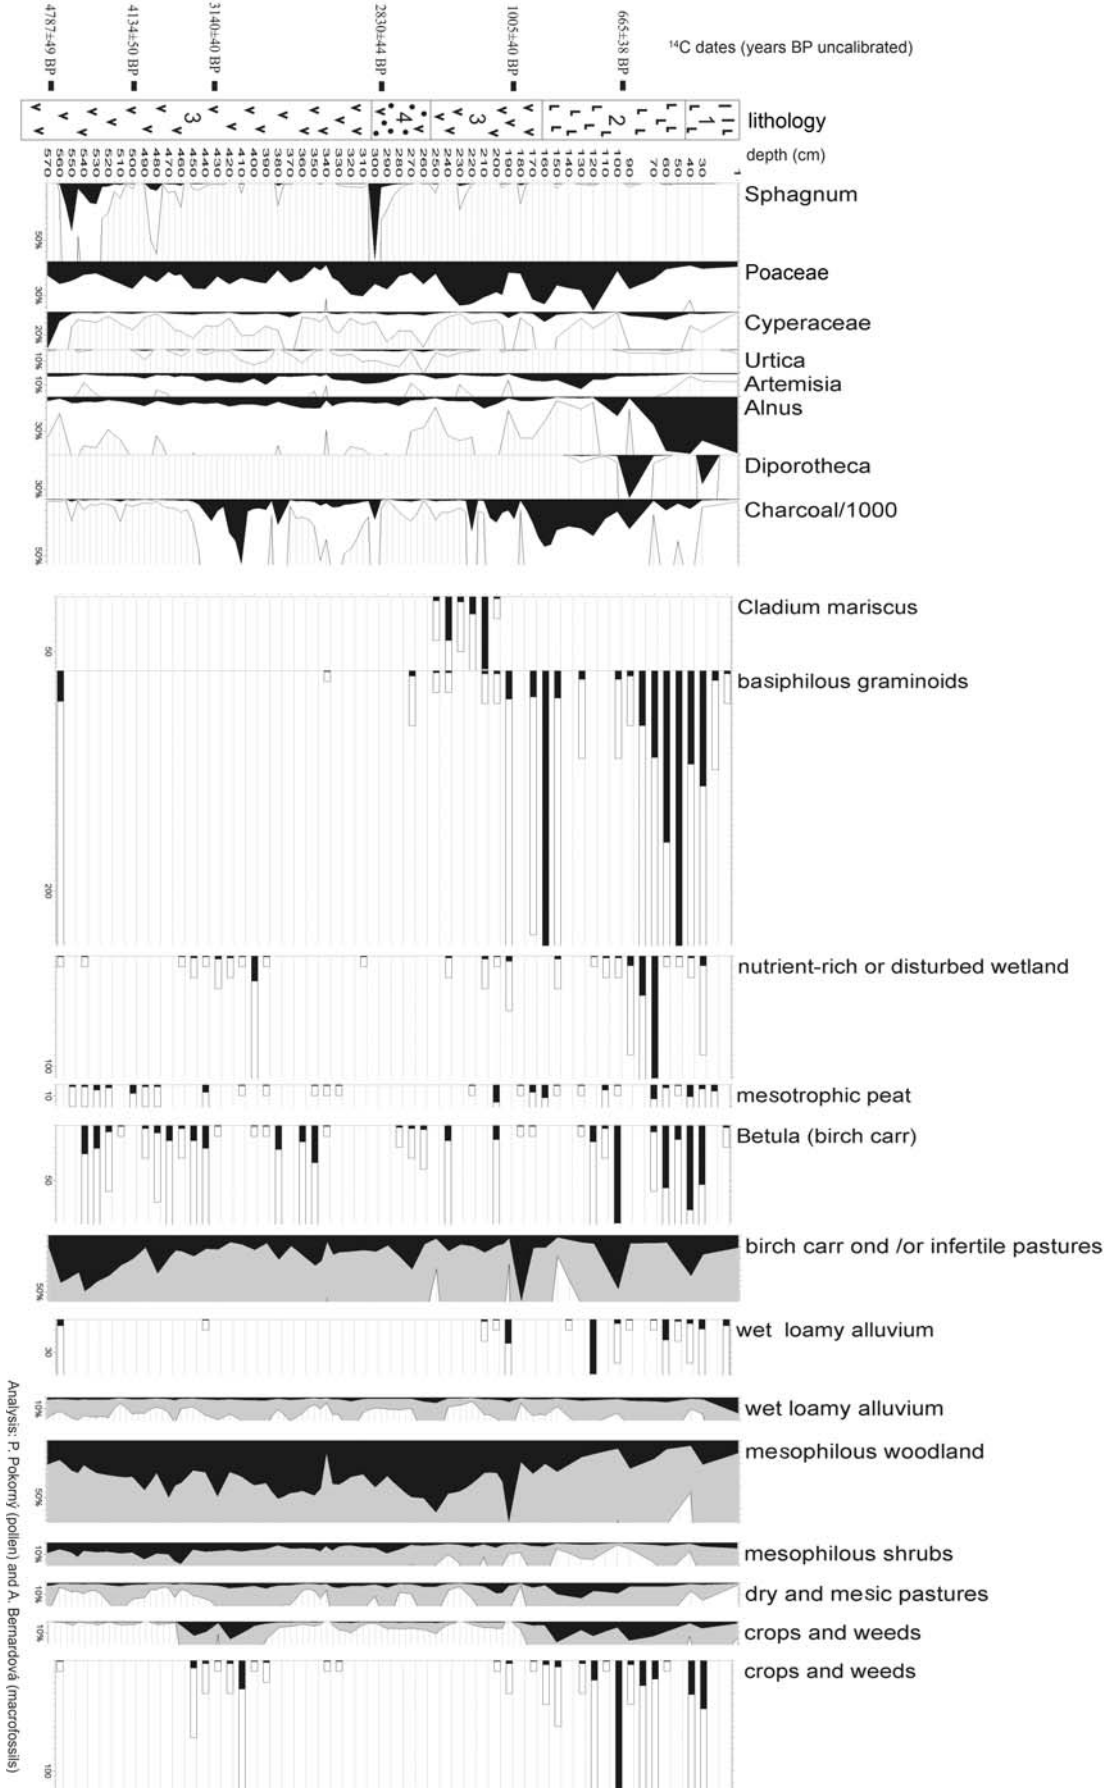 4787±49 BP
4134±50 BP
3140±40 BP
2830±44 BP
1005±40 BP
665±38 BP
¹⁴C dates (years BP uncalibrated)
3 4 3 2 1
lithology
depth (cm)
570 560 550 540 530 520 510 500 490 480 470 460 450 440 430 420 410 400 390 380 370 360 350 340 330 320 310 300 290 280 270 260 250 240 230 220 210 200 190 180 170 160 150 140 130 120 110 100 90 80 70 60 50 40 30 1
Sphagnum
50%
Poaceae
30%
Cyperaceae
20%
Urtica
10%
Artemisia
10%
Alnus
30%
Diporotheca
30%
Charcoal/1000
50%
Cladium mariscus
50
basiphilous graminoids
200
nutrient-rich or disturbed wetland
100
mesotrophic peat
10
Betula (birch carr)
50
birch carr ond /or infertile pastures
50%
wet loamy alluvium
30
wet loamy alluvium
10%
mesophilous woodland
50%
mesophilous shrubs
10%
dry and mesic pastures
10%
crops and weeds
10%
crops and weeds
100
Analysis: P. Pokorný (pollen) and A. Bernardová (macrofossils)